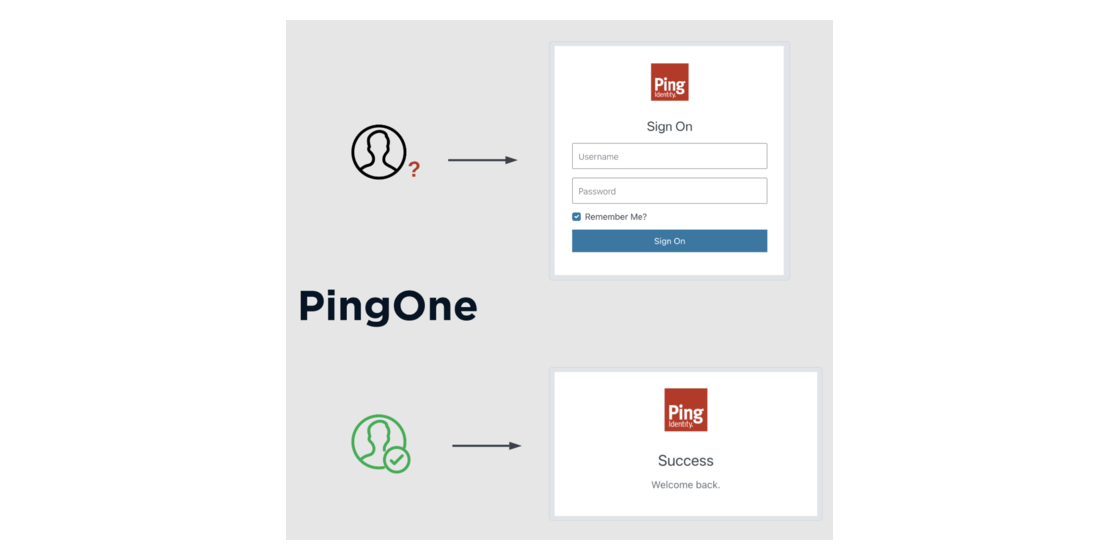 Ping
Identity.
Sign On
Username
?
Password
Remember Me?
Sign On
PingOne
Ping
Identity.
Success
Welcome back.